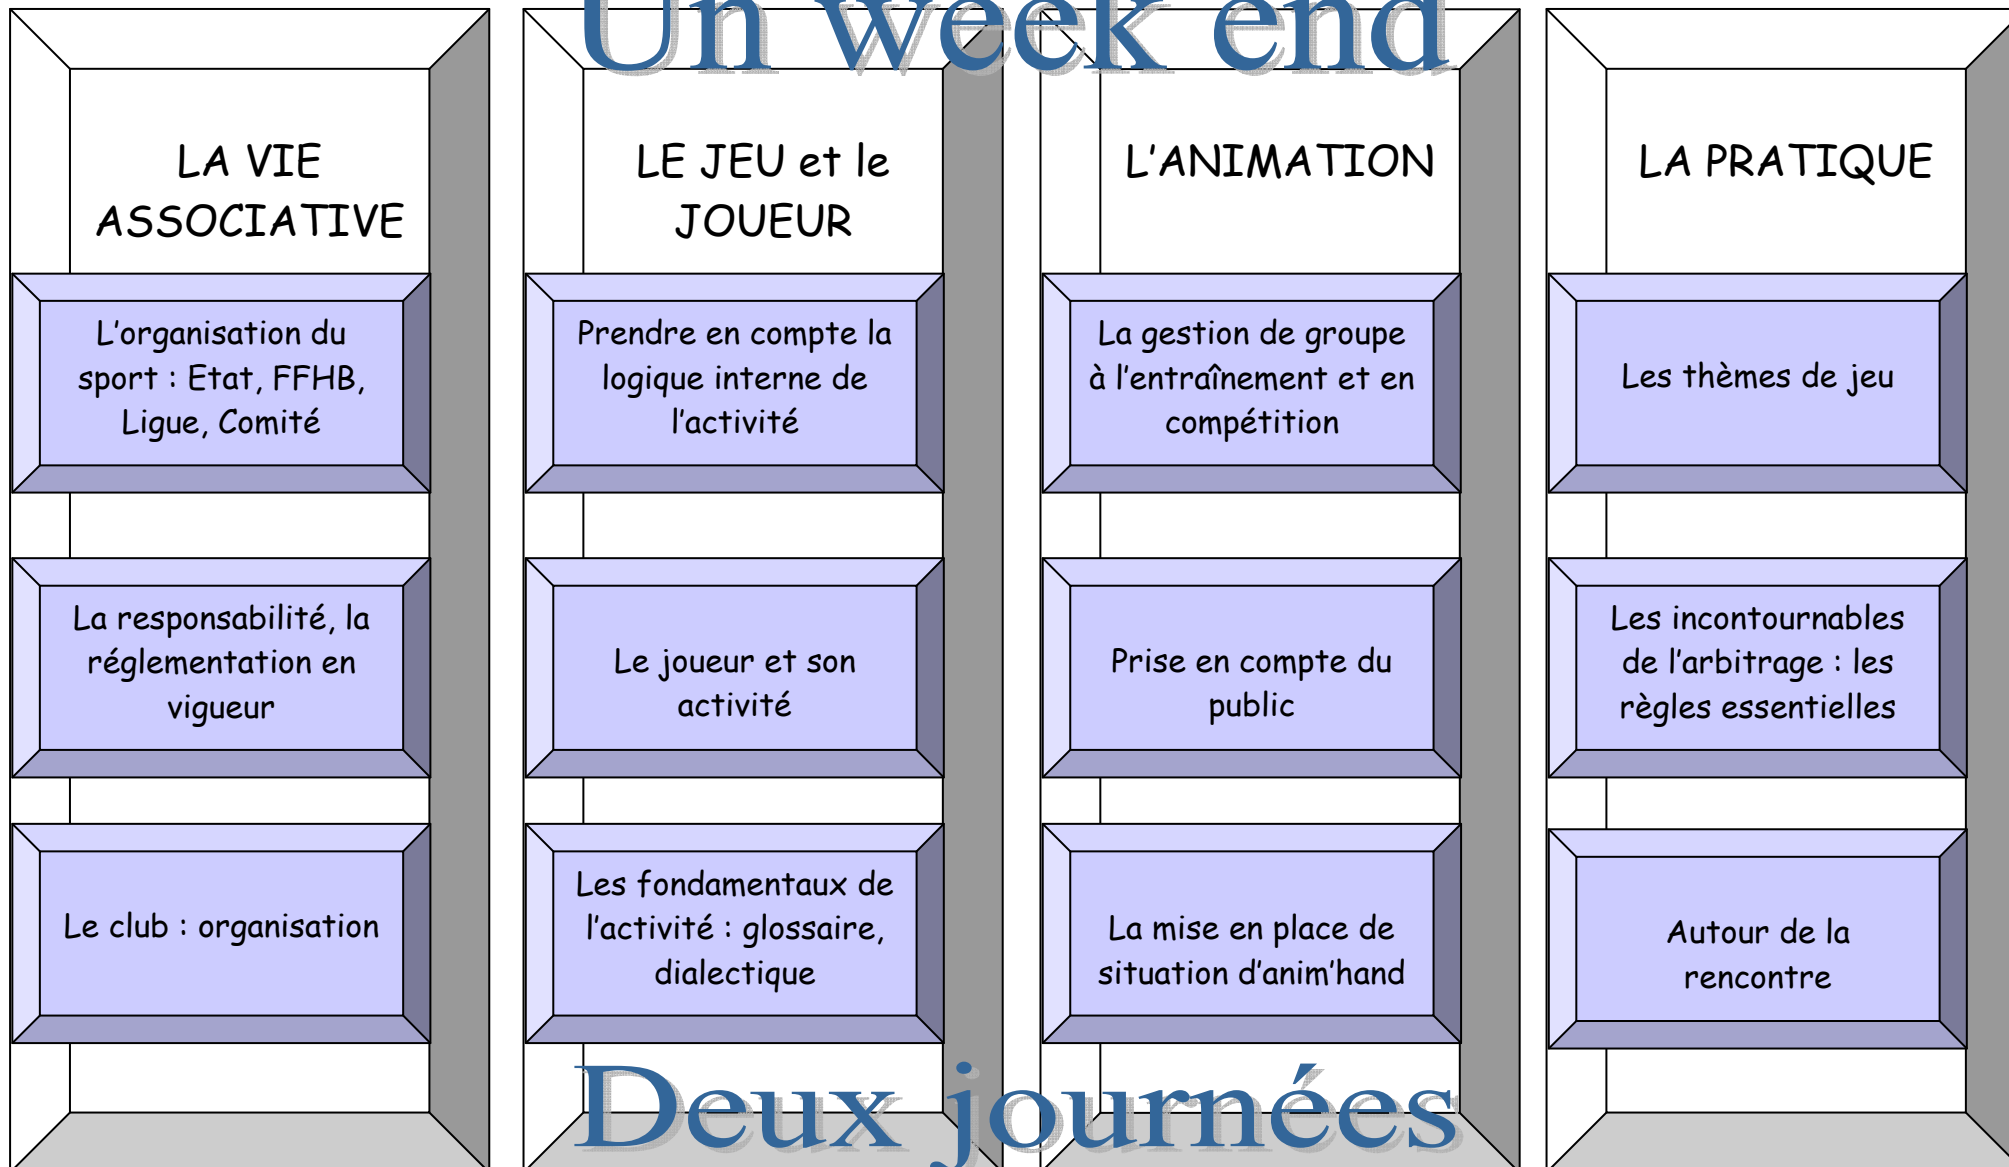 Un week end
LA VIE
ASSOCIATIVE
L'organisation du
sport : Etat, FFHB,
Ligue, Comité
La responsabilité, la
réglementation en
vigueur
Le club : organisation
LE JEU et le
JOUEUR
Prendre en compte la
logique interne de
l'activité
Le joueur et son
activité
Les fondamentaux de
l'activité : glossaire,
dialectique
L'ANIMATION
La gestion de groupe
à l'entraînement et en
compétition
Prise en compte du
public
La mise en place de
situation d'anim'hand
LA PRATIQUE
Les thèmes de jeu
Les incontournables
de l'arbitrage : les
règles essentielles
Autour de la
rencontre
Deux journées